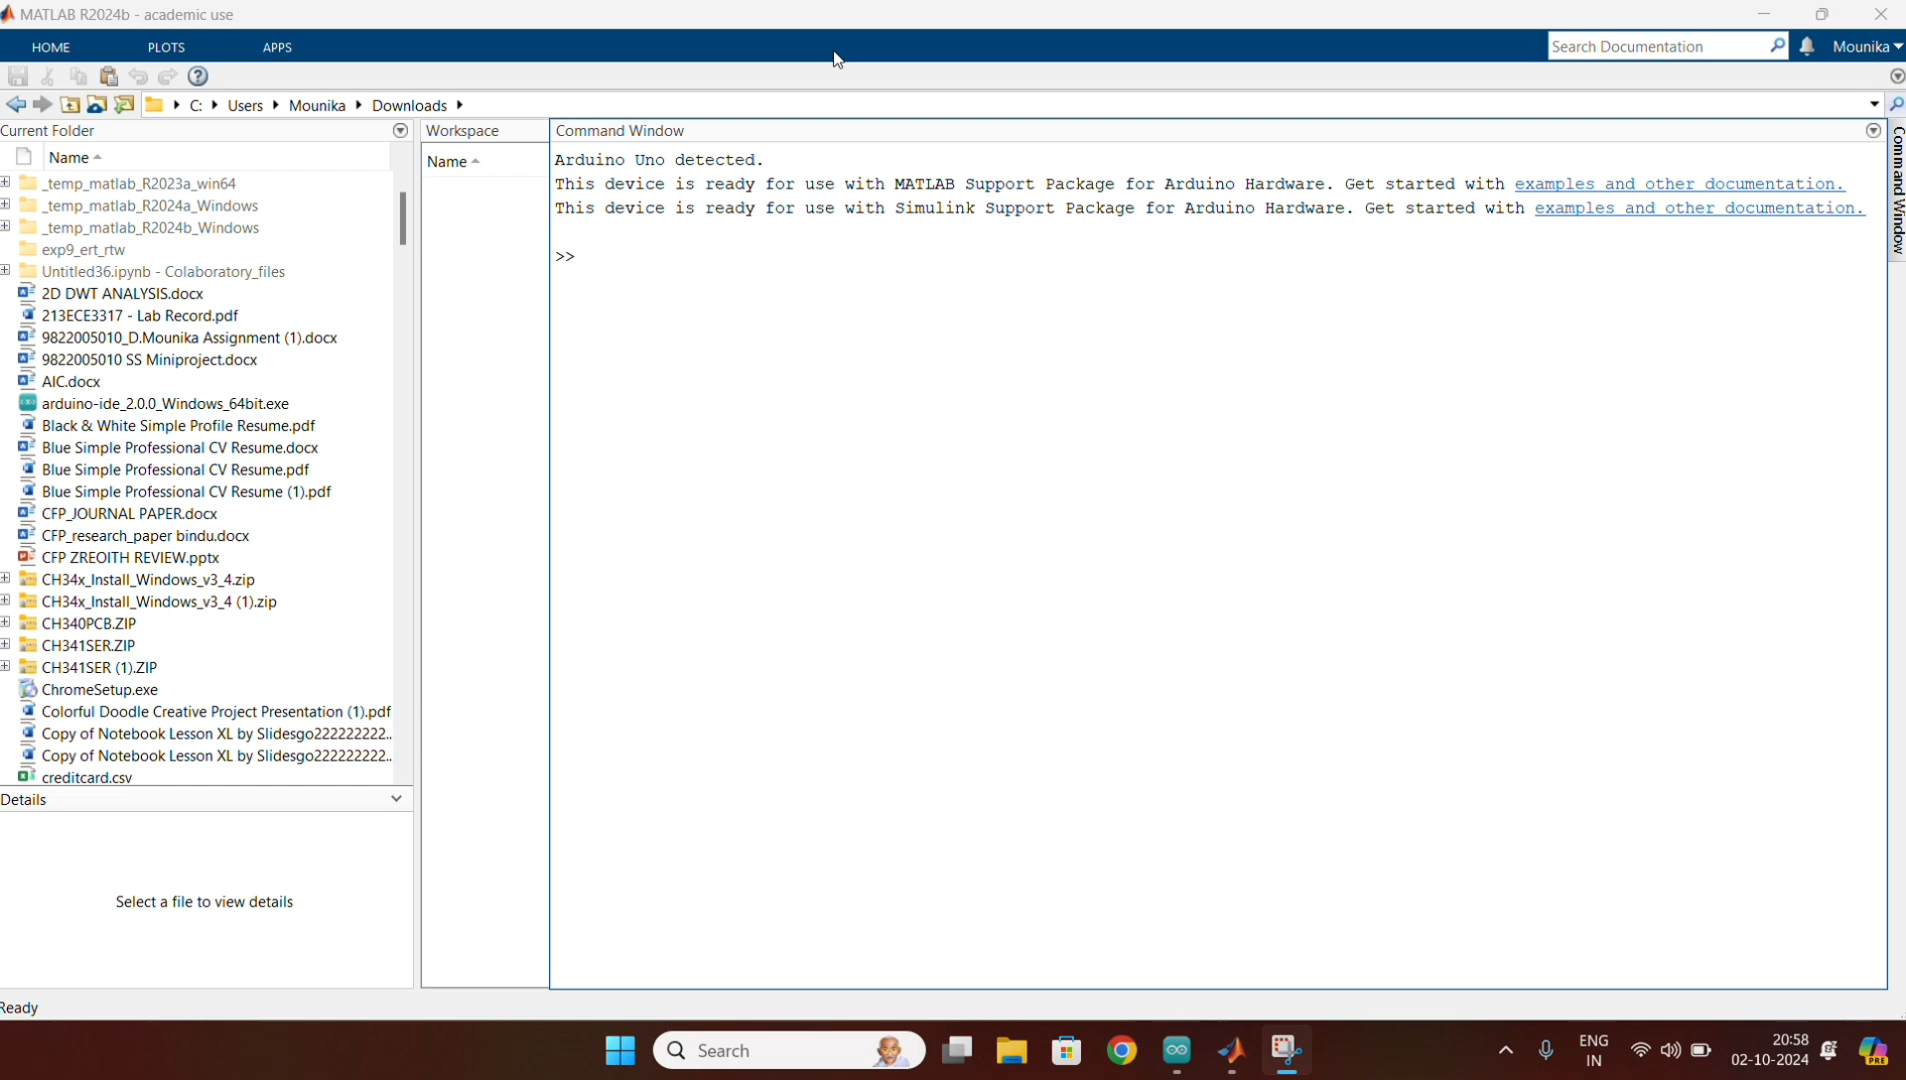 MATLAB R2024b - academic use
HOME PLOTS APPS
Search Documentation
Mounika
C: Users Mounika Downloads
Current Folder
Workspace
Command Window
Name
Name
Command Window
_temp_matlab_R2023a_win64
_temp_matlab_R2024a_Windows
_temp_matlab_R2024b_Windows
exp9_ert_rtw
Untitled36.ipynb - Colaboratory_files
2D DWT ANALYSIS.docx
213ECE3317 - Lab Record.pdf
9822005010_D.Mounika Assignment (1).docx
9822005010 SS Miniproject.docx
AIC.docx
arduino-ide_2.0.0_Windows_64bit.exe
Black & White Simple Profile Resume.pdf
Blue Simple Professional CV Resume.docx
Blue Simple Professional CV Resume.pdf
Blue Simple Professional CV Resume (1).pdf
CFP_JOURNAL PAPER.docx
CFP_research_paper bindu.docx
CFP ZREOITH REVIEW.pptx
CH34x_Install_Windows_v3_4.zip
CH34x_Install_Windows_v3_4 (1).zip
CH340PCB.ZIP
CH341SER.ZIP
CH341SER (1).ZIP
ChromeSetup.exe
Colorful Doodle Creative Project Presentation (1).pdf
Copy of Notebook Lesson XL by Slidesgo222222222..
Copy of Notebook Lesson XL by Slidesgo222222222..
creditcard.csv
Details
Select a file to view details
Arduino Uno detected.
This device is ready for use with MATLAB Support Package for Arduino Hardware. Get started with examples and other documentation.
This device is ready for use with Simulink Support Package for Arduino Hardware. Get started with examples and other documentation.
>>
Ready
Search
ENG
IN
20:58
02-10-2024
PRE